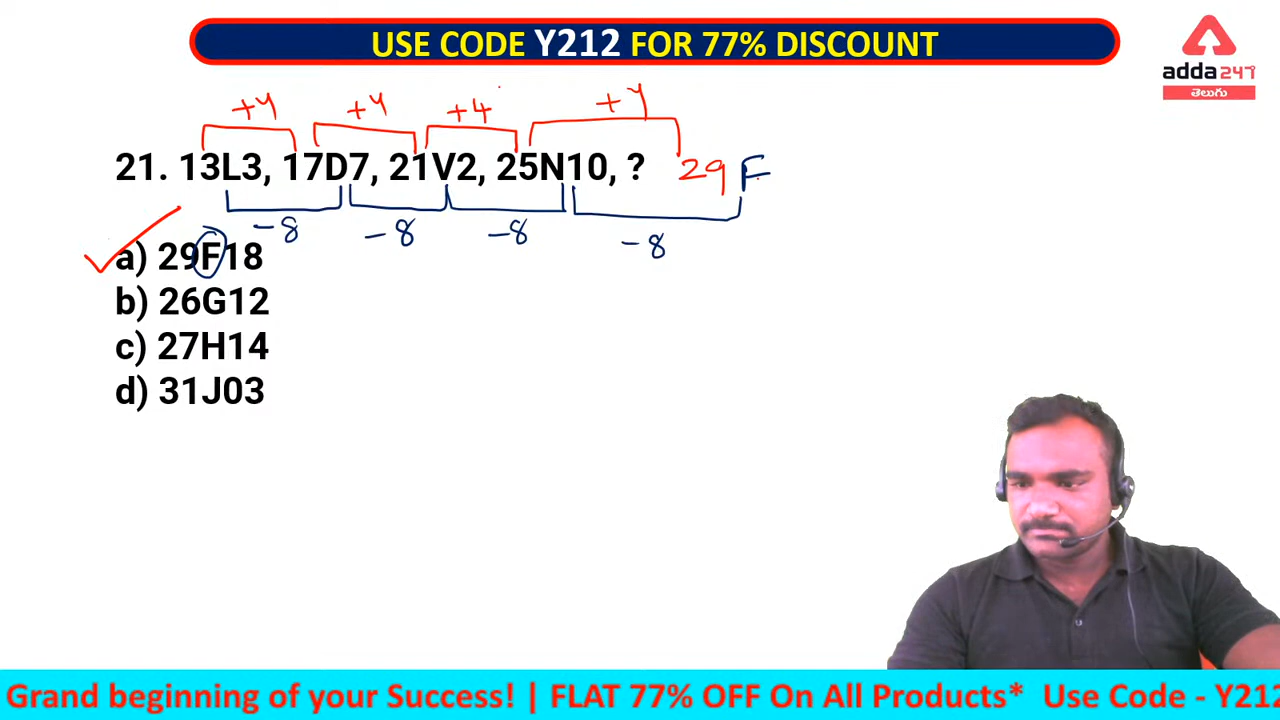 USE CODE Y212 FOR 77% DISCOUNT
adda247
తెలుగు
+4 +4 +4 +4
21. 13L3, 17D7, 21V2, 25N10, ? 29 F
-8 -8 -8 -8
a) 29F18
b) 26G12
c) 27H14
d) 31J03
Grand beginning of your Success! | FLAT 77% OFF On All Products* Use Code - Y212